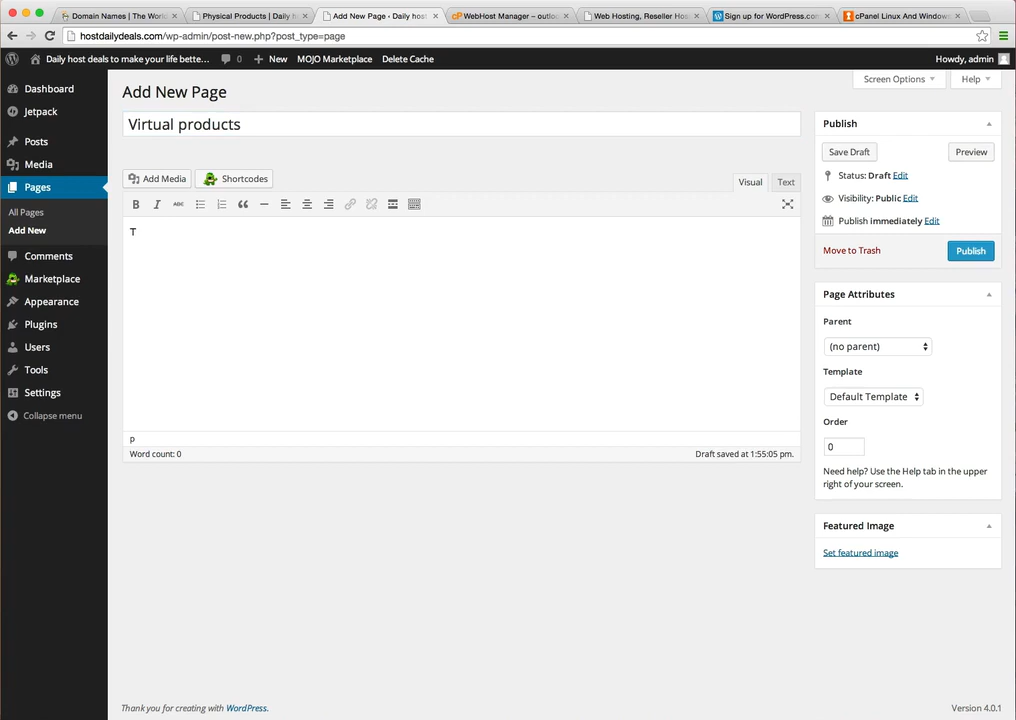 Domain Names | The Worl
Physical Products | Daily h
Add New Page ‹ Daily host
cP WebHost Manager – outlo
Web Hosting, Reseller Hos
Sign up for WordPress.com
cPanel Linux And Windows
hostdailydeals.com/wp-admin/post-new.php?post_type=page
Daily host deals to make your life bette...
0
New
MOJO Marketplace
Delete Cache
Howdy, admin
Screen Options
Help
Dashboard
Jetpack
Posts
Media
Pages
All Pages
Add New
Comments
Marketplace
Appearance
Plugins
Users
Tools
Settings
Collapse menu
Add New Page
Virtual products
Add Media
Shortcodes
Visual
Text
B I ABC
T
p
Word count: 0
Draft saved at 1:55:05 pm.
Publish
Save Draft
Preview
Status: Draft Edit
Visibility: Public Edit
Publish immediately Edit
Move to Trash
Publish
Page Attributes
Parent
(no parent)
Template
Default Template
Order
0
Need help? Use the Help tab in the upper
right of your screen.
Featured Image
Set featured image
Thank you for creating with WordPress.
Version 4.0.1